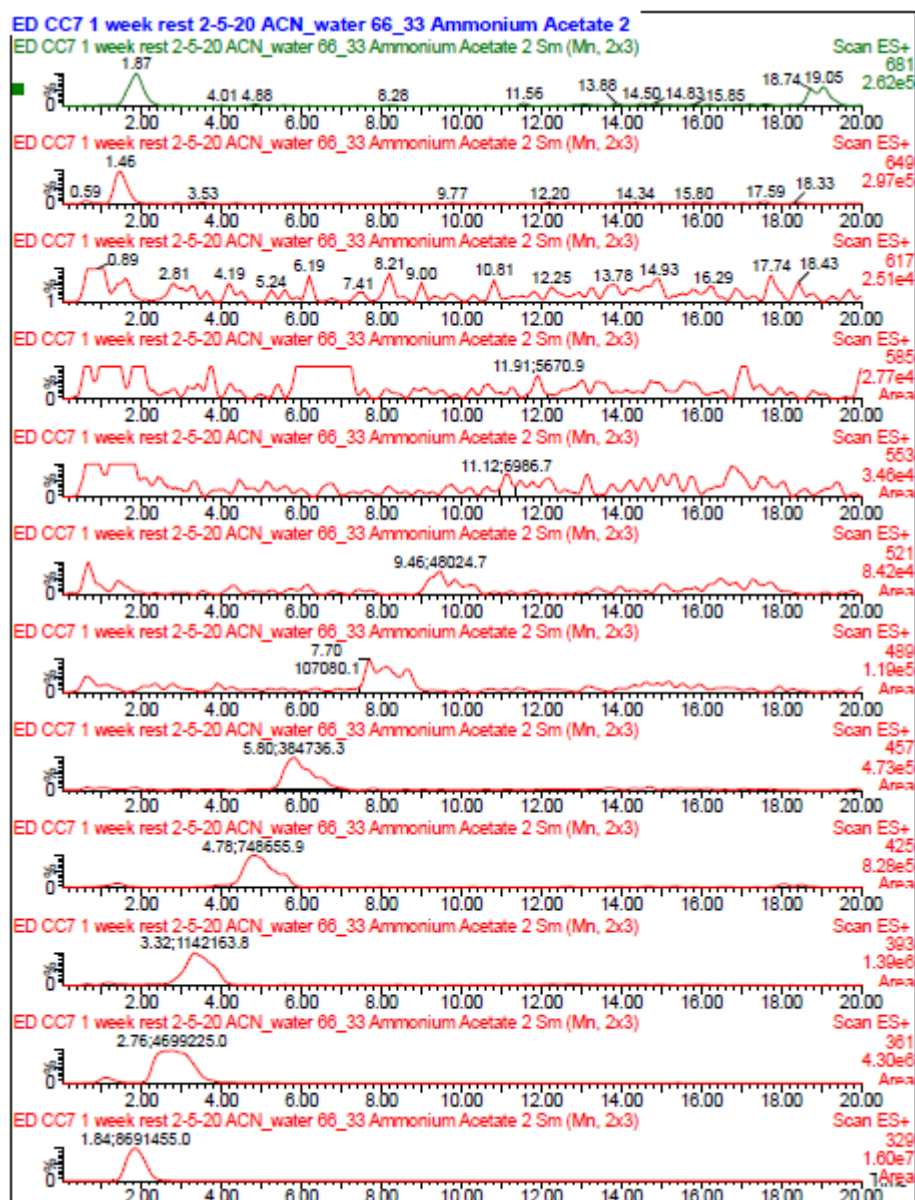 ED CC7 1 week rest 2-5-20 ACN_water 66_33 Ammonium Acetate 2
ED CC7 1 week rest 2-5-20 ACN_water 66_33 Ammonium Acetate 2 Sm (Mn, 2x3) Scan ES+
681
2.62e5
1.87 4.01 4.88 8.28 11.56 13.88 14.50 14.83 15.85 18.74 19.05
%
0
2.00 4.00 6.00 8.00 10.00 12.00 14.00 16.00 18.00 20.00
ED CC7 1 week rest 2-5-20 ACN_water 66_33 Ammonium Acetate 2 Sm (Mn, 2x3) Scan ES+
649
2.97e5
1.46 0.59 3.53 9.77 12.20 14.34 15.80 17.59 18.33
%
0
2.00 4.00 6.00 8.00 10.00 12.00 14.00 16.00 18.00 20.00
ED CC7 1 week rest 2-5-20 ACN_water 66_33 Ammonium Acetate 2 Sm (Mn, 2x3) Scan ES+
617
2.51e4
0.89 2.81 4.19 5.24 6.19 7.41 8.21 9.00 10.81 12.25 13.78 14.93 16.29 17.74 18.43
%
1
2.00 4.00 6.00 8.00 10.00 12.00 14.00 16.00 18.00 20.00
ED CC7 1 week rest 2-5-20 ACN_water 66_33 Ammonium Acetate 2 Sm (Mn, 2x3) Scan ES+
585
2.77e4
Area
11.91;5670.9
%
2.00 4.00 6.00 8.00 10.00 12.00 14.00 16.00 18.00 20.00
ED CC7 1 week rest 2-5-20 ACN_water 66_33 Ammonium Acetate 2 Sm (Mn, 2x3) Scan ES+
553
3.46e4
Area
11.12;6986.7
%
2.00 4.00 6.00 8.00 10.00 12.00 14.00 16.00 18.00 20.00
ED CC7 1 week rest 2-5-20 ACN_water 66_33 Ammonium Acetate 2 Sm (Mn, 2x3) Scan ES+
521
8.42e4
Area
9.46;48024.7
%
2.00 4.00 6.00 8.00 10.00 12.00 14.00 16.00 18.00 20.00
ED CC7 1 week rest 2-5-20 ACN_water 66_33 Ammonium Acetate 2 Sm (Mn, 2x3) Scan ES+
489
1.19e5
Area
7.70
107080.1
%
2.00 4.00 6.00 8.00 10.00 12.00 14.00 16.00 18.00 20.00
ED CC7 1 week rest 2-5-20 ACN_water 66_33 Ammonium Acetate 2 Sm (Mn, 2x3) Scan ES+
457
4.73e5
Area
5.80;384736.3
%
2.00 4.00 6.00 8.00 10.00 12.00 14.00 16.00 18.00 20.00
ED CC7 1 week rest 2-5-20 ACN_water 66_33 Ammonium Acetate 2 Sm (Mn, 2x3) Scan ES+
425
8.28e5
Area
4.78;748655.9
%
2.00 4.00 6.00 8.00 10.00 12.00 14.00 16.00 18.00 20.00
ED CC7 1 week rest 2-5-20 ACN_water 66_33 Ammonium Acetate 2 Sm (Mn, 2x3) Scan ES+
393
1.39e6
Area
3.32;1142163.8
%
2.00 4.00 6.00 8.00 10.00 12.00 14.00 16.00 18.00 20.00
ED CC7 1 week rest 2-5-20 ACN_water 66_33 Ammonium Acetate 2 Sm (Mn, 2x3) Scan ES+
361
4.30e6
Area
2.76;4699225.0
%
2.00 4.00 6.00 8.00 10.00 12.00 14.00 16.00 18.00 20.00
ED CC7 1 week rest 2-5-20 ACN_water 66_33 Ammonium Acetate 2 Sm (Mn, 2x3) Scan ES+
329
1.60e7
1.84;8691455.0
%
2.00 4.00 6.00 8.00 10.00 12.00 14.00 16.00 18.00 20.00